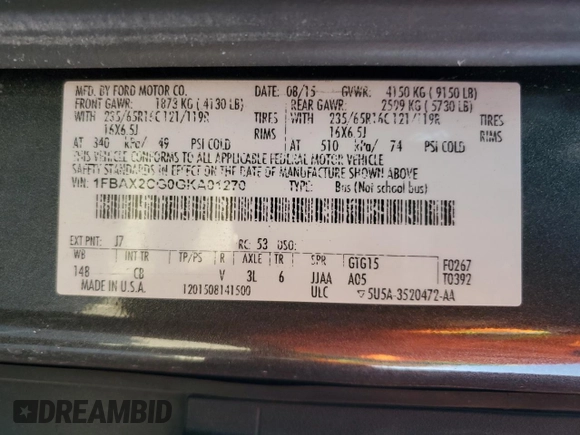 MFD. BY FORD MOTOR CO. DATE: 08/15 GVWR: 4150 KG ( 9150 LB)
FRONT GAWR: 1873 KG ( 4130 LB) REAR GAWR: 2599 KG ( 5730 LB)
WITH 235/65R16C 121/119R TIRES WITH 235/65R16C 121/119R TIRES
16X6.5J RIMS 16X6.5J RIMS
AT 340 kPa/ 49 PSI COLD AT 510 kPa/ 74 PSI COLD
THIS VEHICLE CONFORMS TO ALL APPLICABLE FEDERAL MOTOR VEHICLE
SAFETY STANDARDS IN EFFECT ON THE DATE OF MANUFACTURE SHOWN ABOVE
VIN: 1FBAX2CG0GKA01270 TYPE: Bus (Not school bus)
EXT PNT: J7 RC: 53 DSO:
WB INT TR TP/PS R AXLE TR SPR G1G15 F0267
148 CB V 3L 6 JJAA A05 T0392
MADE IN U.S.A. 1201508141500 ULC ▽5U5A-3520472-AA
DREAMBID